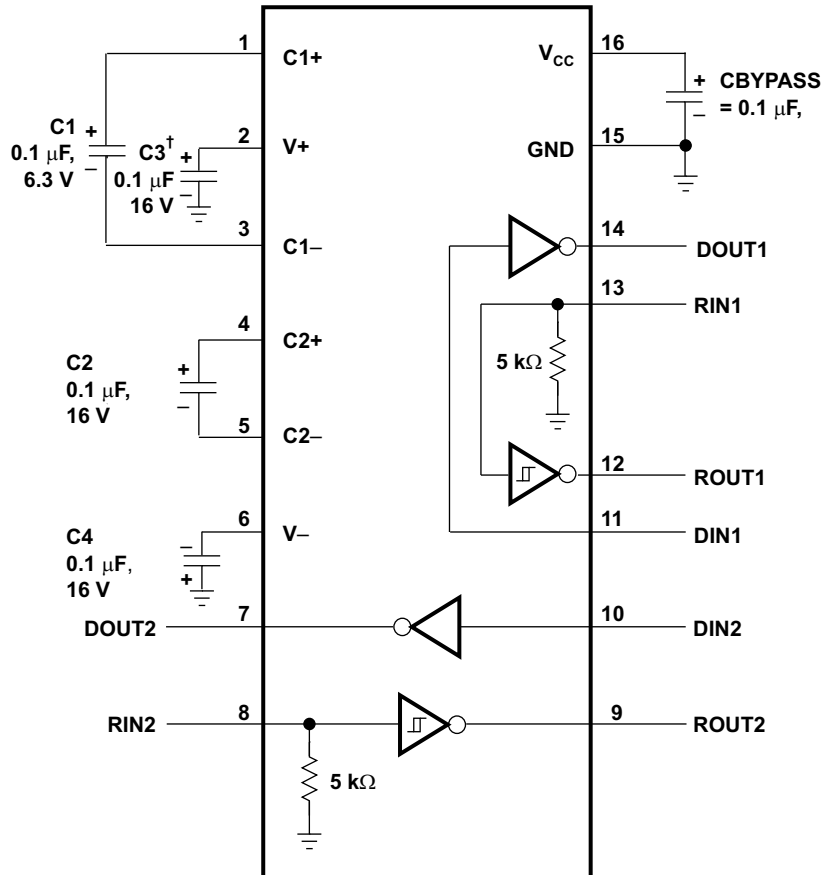 1
C1+
C1
0.1 μF,
6.3 V
+
–
2
V+
C3†
0.1 μF
16 V
+
–
3
C1–
4
C2+
C2
0.1 μF,
16 V
+
–
5
C2–
6
V–
C4
0.1 μF,
16 V
–
+
DOUT2
7
RIN2
8
5 kΩ
VCC
16
+
–
CBYPASS
= 0.1 μF,
GND
15
14
DOUT1
13
RIN1
5 kΩ
12
ROUT1
11
DIN1
10
DIN2
9
ROUT2